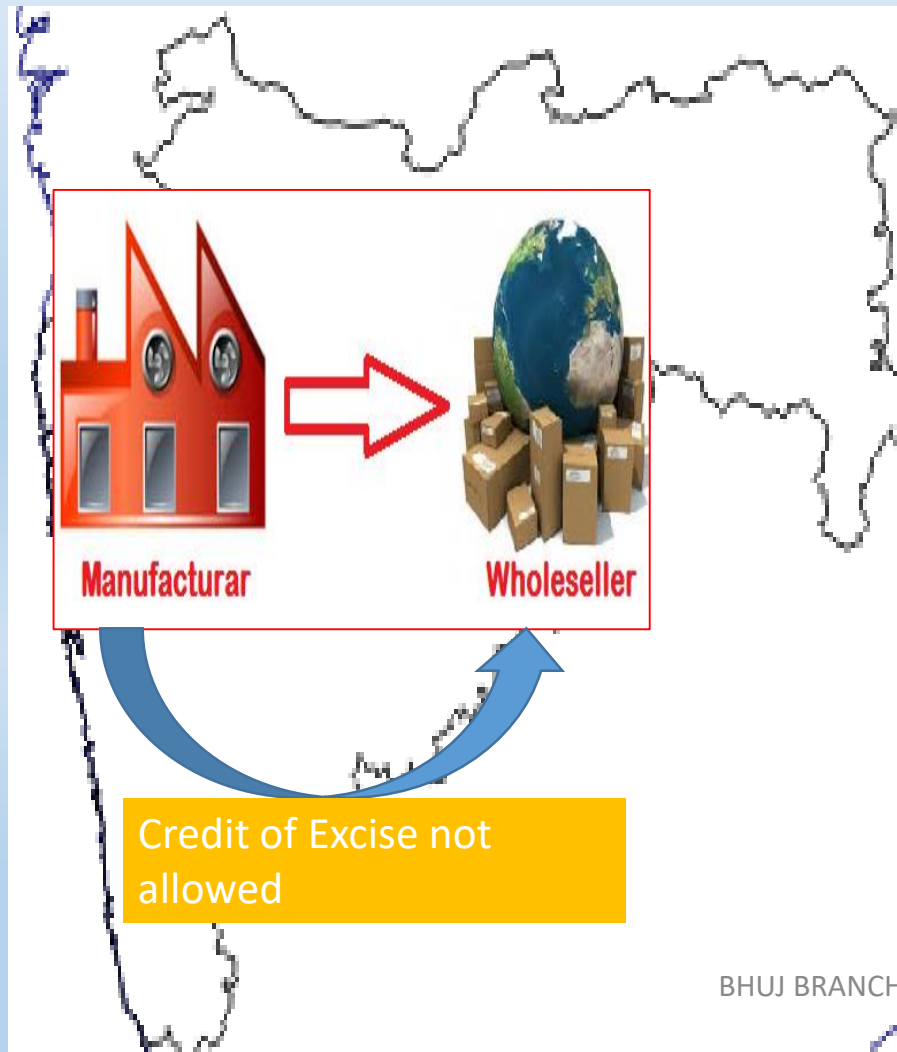 Manufacturar
Wholeseller
Credit of Excise not
allowed
BHUJ BRANCH